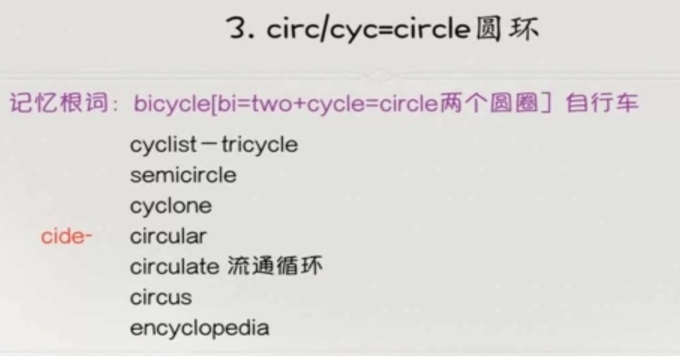 3. circ/cyc=circle圆环
记忆根词：bicycle[bi=two+cycle=circle两个圆圈］自行车
cyclist－tricycle
semicircle
cyclone
cide- circular
circulate 流通循环
circus
encyclopedia